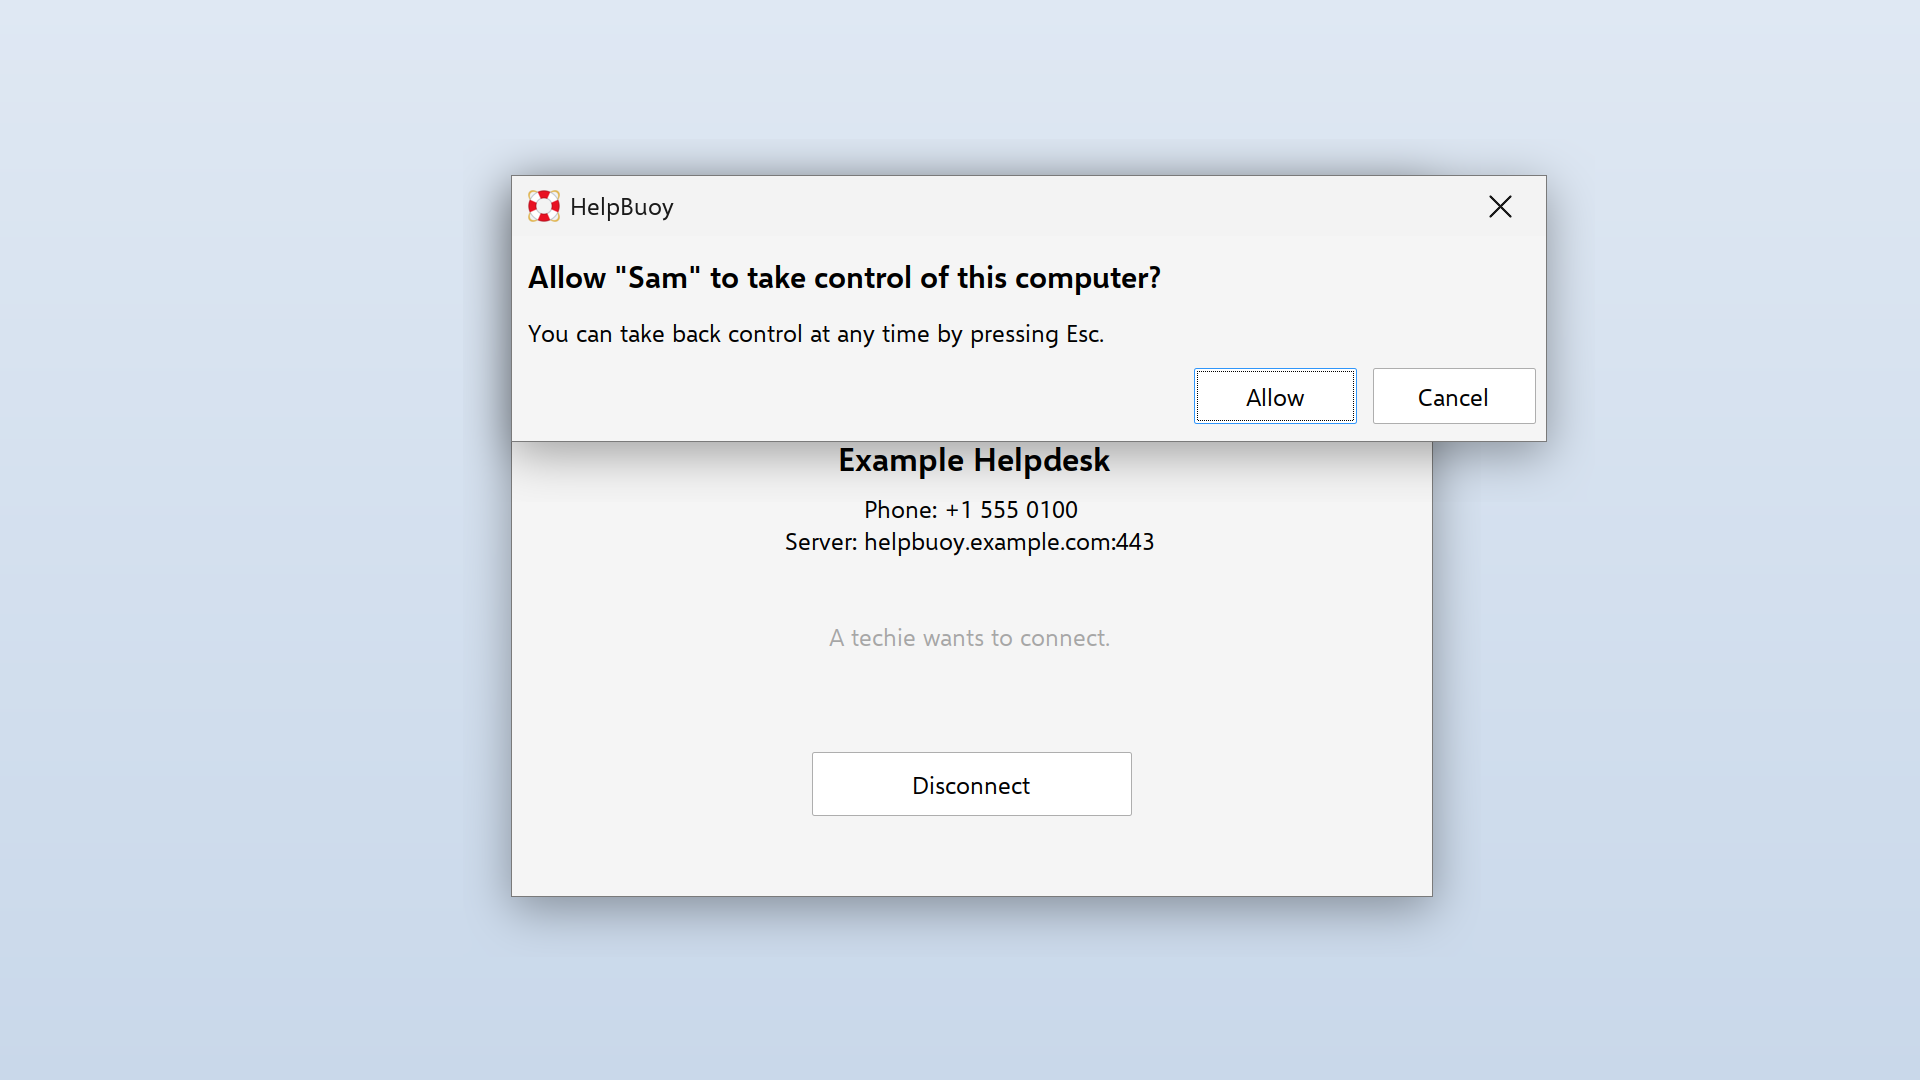 HelpBuoy
Allow "Sam" to take control of this computer?
You can take back control at any time by pressing Esc.
Allow
Cancel
Example Helpdesk
Phone: +1 555 0100
Server: helpbuoy.example.com:443
A techie wants to connect.
Disconnect